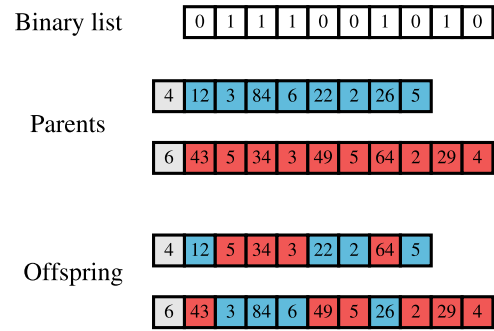 Binary list 0 1 1 1 0 0 1 0 1 0
4 12 3 84 6 22 2 26 5
Parents
6 43 5 34 3 49 5 64 2 29 4
4 12 5 34 3 22 2 64 5
Offspring
6 43 3 84 6 49 5 26 2 29 4